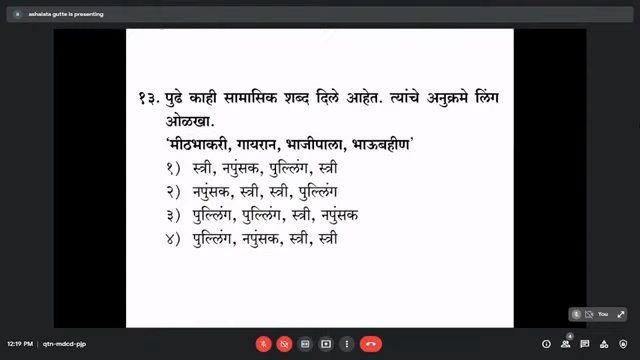 ashalata gutte is presenting
१३. पुढे काही सामासिक शब्द दिले आहेत. त्यांचे अनुक्रमे लिंग
ओळखा.
'मीठभाकरी, गायरान, भाजीपाला, भाऊबहीण'
१) स्त्री, नपुंसक, पुल्लिंग, स्त्री
२) नपुंसक, स्त्री, स्त्री, पुल्लिंग
३) पुल्लिंग, पुल्लिंग, स्त्री, नपुंसक
४) पुल्लिंग, नपुंसक, स्त्री, स्त्री
You
12:19 PM | qtn-mdcd-pjp